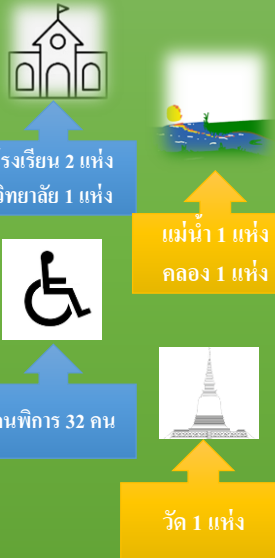 โรงเรียน 2 แห่ง
วิทยาลัย 1 แห่ง
แม่น้ำ 1 แห่ง
คลอง 1 แห่ง
คนพิการ 32 คน
วัด 1 แห่ง